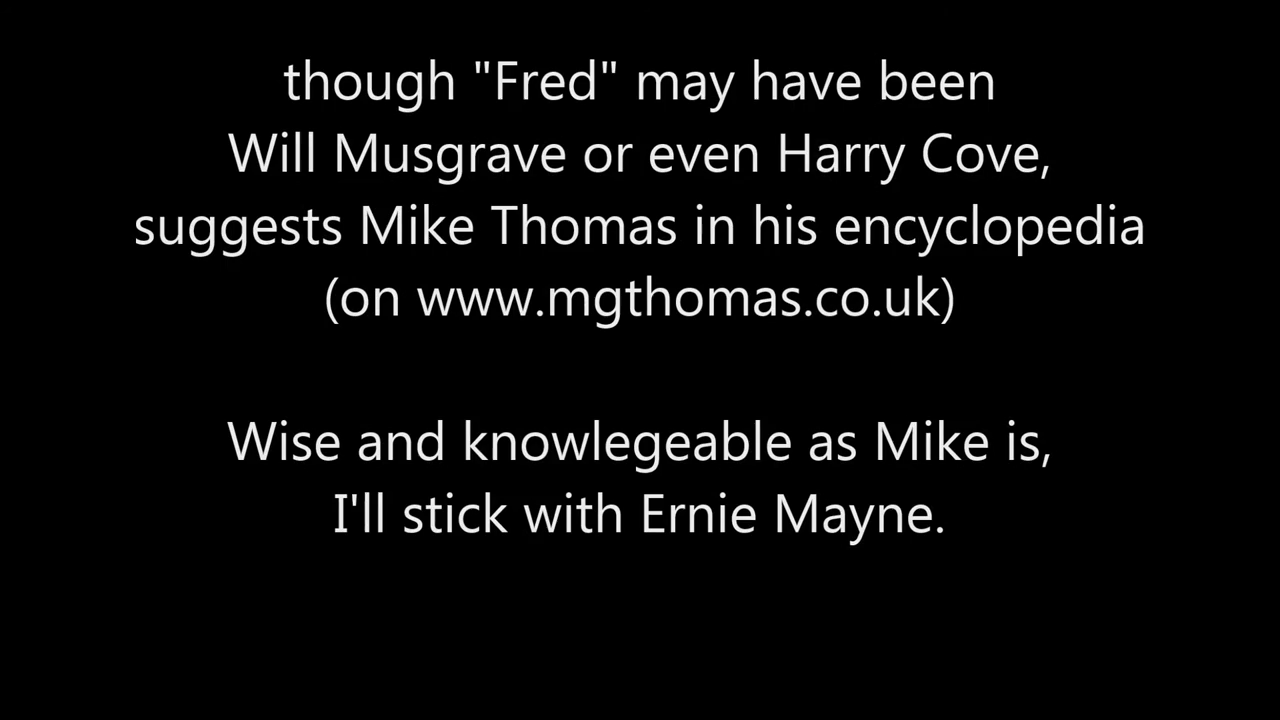 though "Fred" may have been
Will Musgrave or even Harry Cove,
suggests Mike Thomas in his encyclopedia
(on www.mgthomas.co.uk)
Wise and knowlegeable as Mike is,
I'll stick with Ernie Mayne.